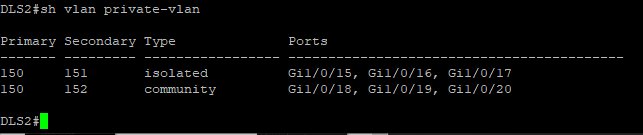 DLS2#sh vlan private-vlan
Primary Secondary Type              Ports
------- --------- ----------------- ------------------------------------------
150     151       isolated          Gi1/0/15, Gi1/0/16, Gi1/0/17
150     152       community         Gi1/0/18, Gi1/0/19, Gi1/0/20
DLS2#